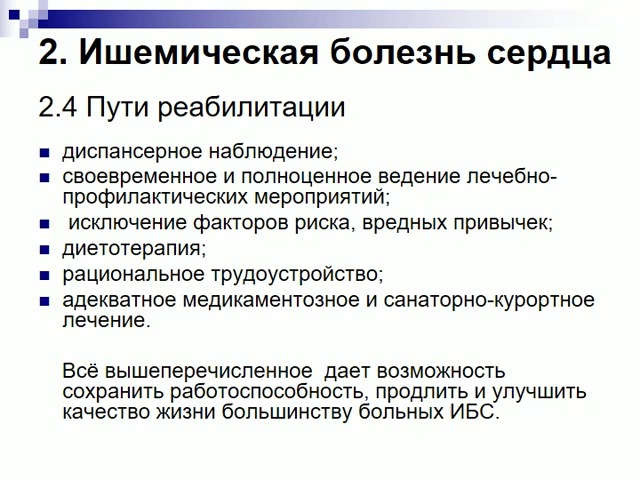 2. Ишемическая болезнь сердца
2.4 Пути реабилитации
диспансерное наблюдение;
своевременное и полноценное ведение лечебно-
профилактических мероприятий;
исключение факторов риска, вредных привычек;
диетотерапия;
рациональное трудоустройство;
адекватное медикаментозное и санаторно-курортное
лечение.
Всё вышеперечисленное дает возможность
сохранить работоспособность, продлить и улучшить
качество жизни большинству больных ИБС.